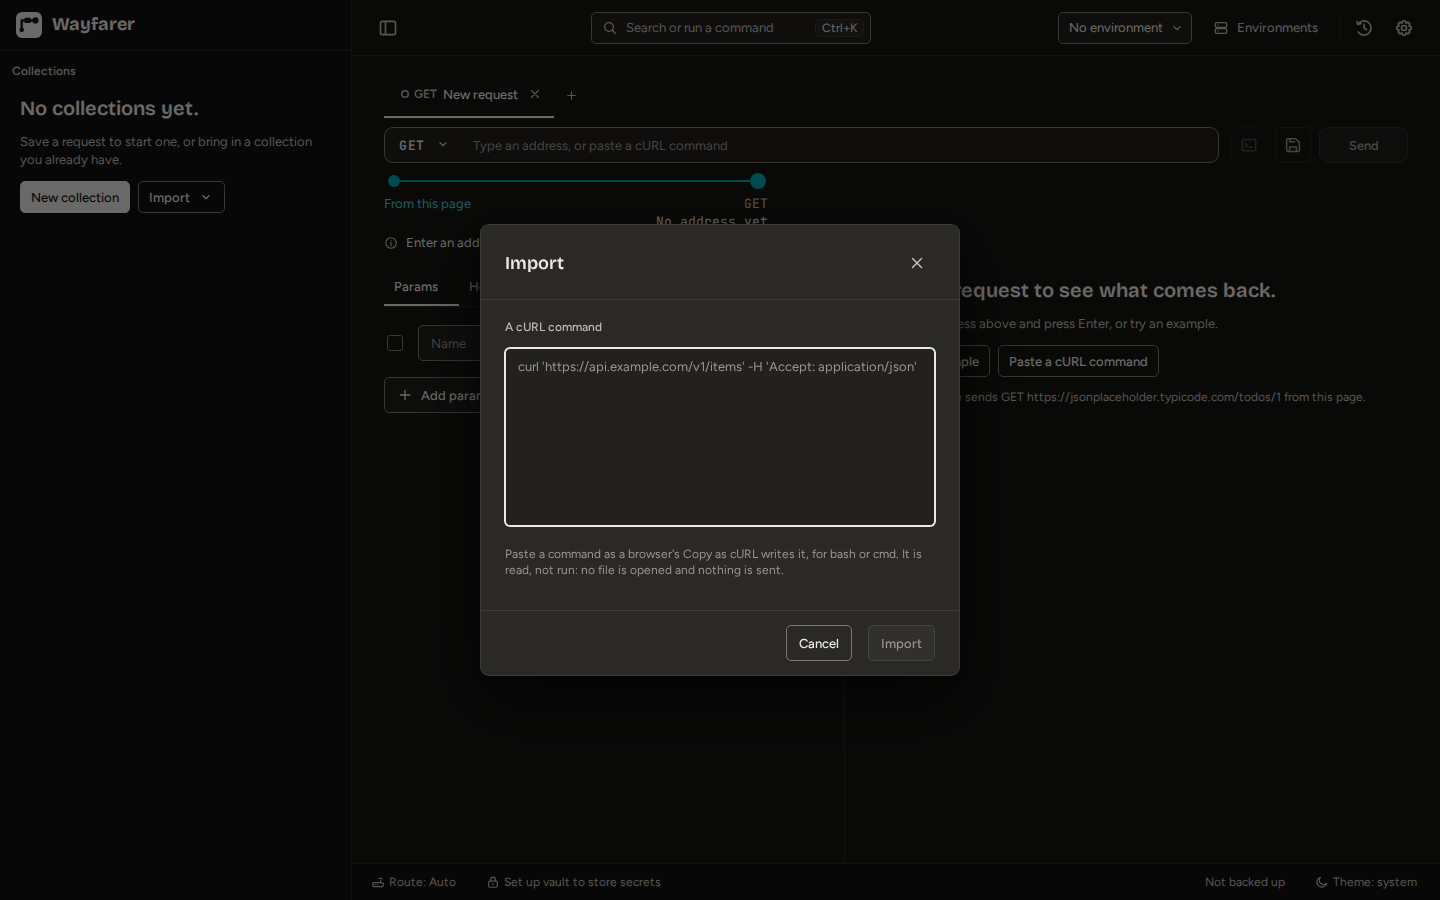 Wayfarer
Search or run a command
Ctrl+K
No environment
Environments
Collections
No collections yet.
Save a request to start one, or bring in a collection
you already have.
New collection
Import
GET New request
GET
Type an address, or paste a cURL command
Send
From this page
GET
No address yet
Enter an add
Params
Name
Add para
request to see what comes back.
ess above and press Enter, or try an example.
ple
Paste a cURL command
sends GET https://jsonplaceholder.typicode.com/todos/1 from this page.
Import
A cURL command
curl 'https://api.example.com/v1/items' -H 'Accept: application/json'
Paste a command as a browser's Copy as cURL writes it, for bash or cmd. It is
read, not run: no file is opened and nothing is sent.
Cancel
Import
Route: Auto
Set up vault to store secrets
Not backed up
Theme: system